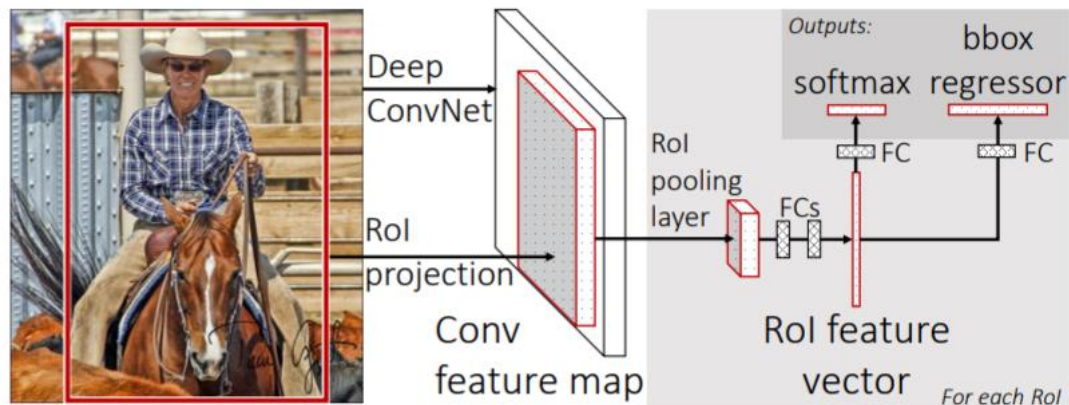 Deep
ConvNet
RoI
projection
Conv
feature map
RoI
pooling
layer
FCs
RoI feature
vector
For each RoI
Outputs:
softmax
bbox
regressor
FC
FC